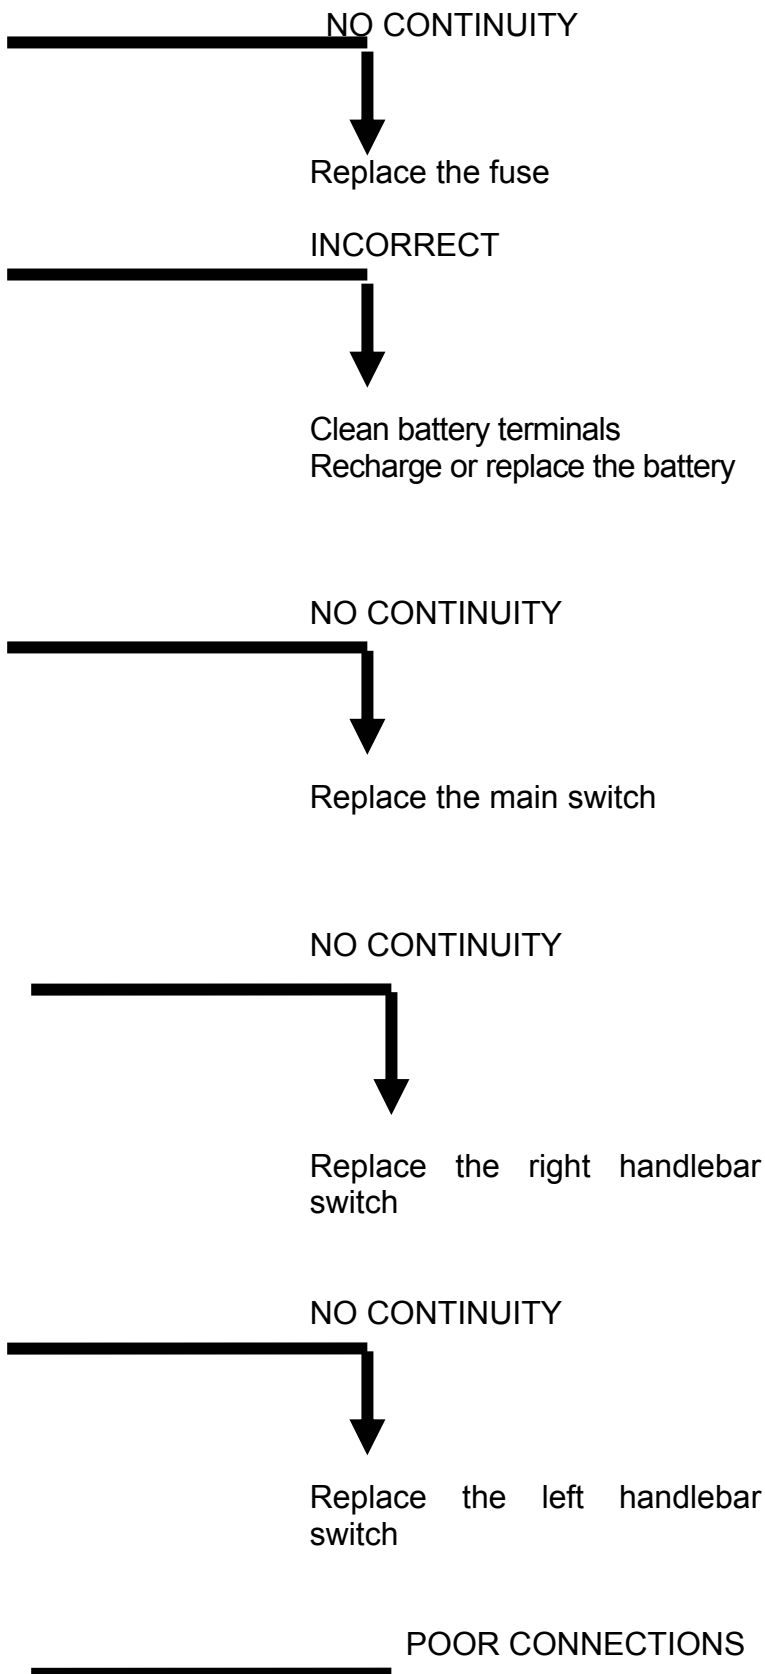 NO CONTINUITY
Replace the fuse
INCORRECT
Clean battery terminals
Recharge or replace the battery
NO CONTINUITY
Replace the main switch
NO CONTINUITY
Replace the right handlebar
switch
NO CONTINUITY
Replace the left handlebar
switch
POOR CONNECTIONS